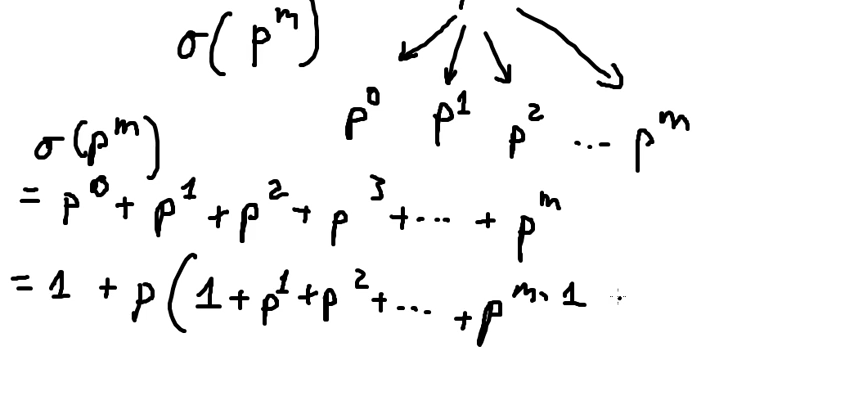 σ(p^m)
p^0 p^1 p^2 ... p^m
σ(p^m)
= p^0 + p^1 + p^2 + p^3 + ... + p^m
= 1 + p(1 + p^1 + p^2 + ... + p^m-1